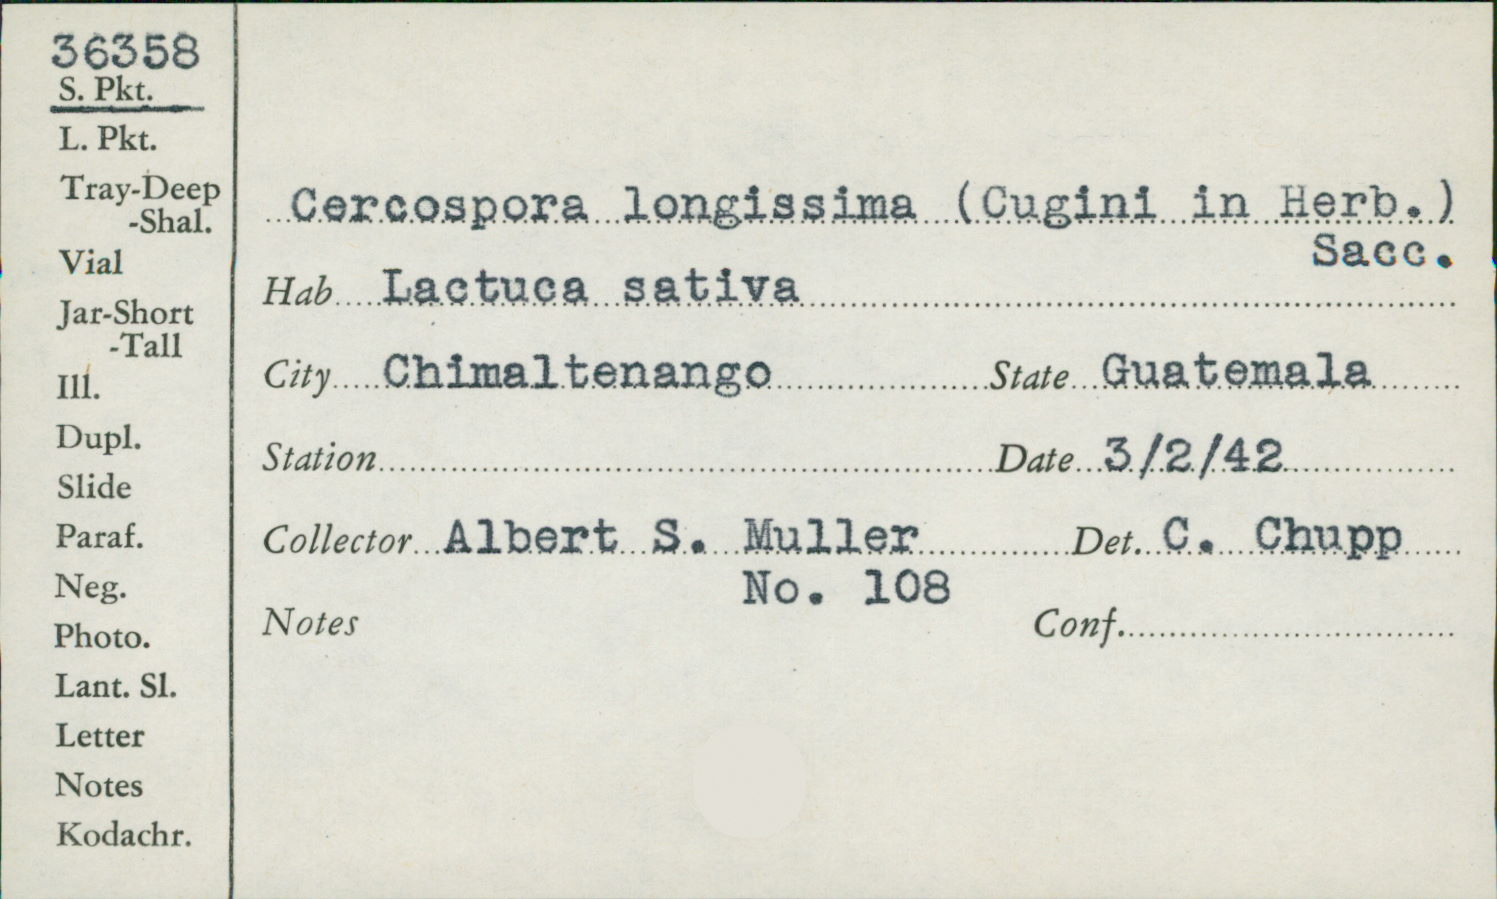 36358
S. Pkt.
L. Pkt.
Tray-Deep
-Shal.
Vial
Jar-Short
-Tall
Ill.
Dupl.
Slide
Paraf.
Neg.
Photo.
Lant. Sl.
Letter
Notes
Kodachr.
Cercospora longissima (Cugini in Herb.)
Sacc.
Hab Lactuca sativa
City Chimaltenango State Guatemala
Station Date 3/2/42
Collector Albert S. Muller Det. C. Chupp
No. 108
Notes Conf.